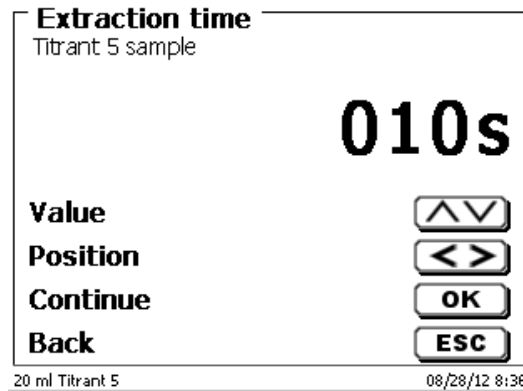 Extraction time
Titrant 5 sample
010s
Value
Position
Continue OK
Back ESC
20 ml Titrant 5 08/28/12 8:36